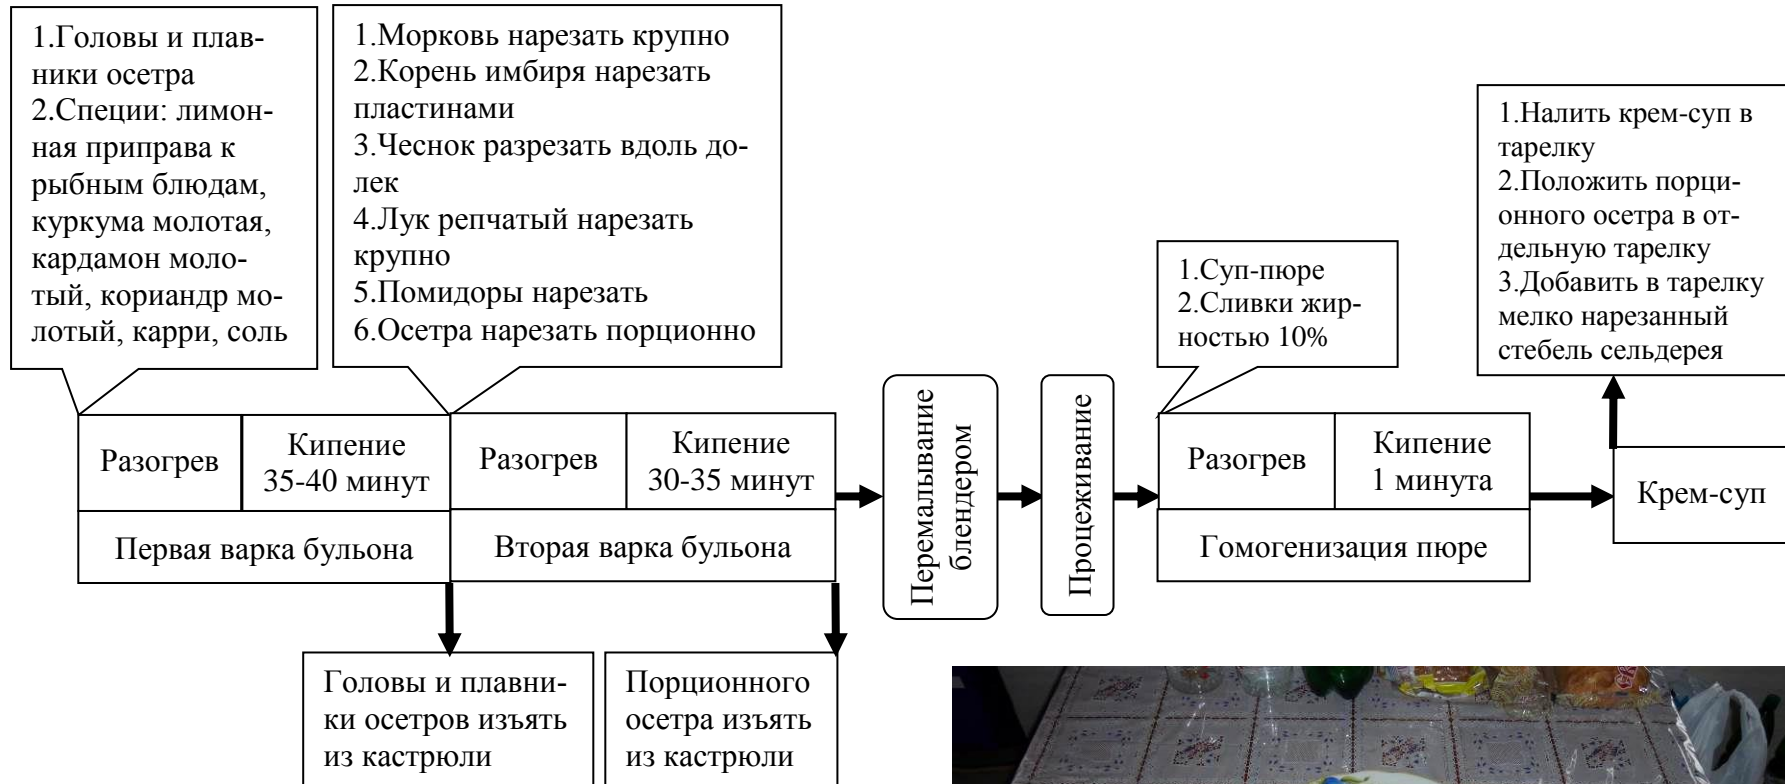 1.Головы и плав-
ники осетра
2.Специи: лимон-
ная приправа к
рыбным блюдам,
куркума молотая,
кардамон моло-
тый, кориандр мо-
лотый, карри, соль
1.Морковь нарезать крупно
2.Корень имбиря нарезать
пластинами
3.Чеснок разрезать вдоль до-
лек
4.Лук репчатый нарезать
крупно
5.Помидоры нарезать
6.Осетра нарезать порционно
1.Суп-пюре
2.Сливки жир-
ностью 10%
1.Налить крем-суп в
тарелку
2.Положить порци-
онного осетра в от-
дельную тарелку
3.Добавить в тарелку
мелко нарезанный
стебель сельдерея
Разогрев
Кипение
35-40 минут
Первая варка бульона
Разогрев
Кипение
30-35 минут
Вторая варка бульона
Перемалывание
блендером
Процеживание
Разогрев
Кипение
1 минута
Гомогенизация пюре
Крем-суп
Головы и плавни-
ки осетров изъять
из кастрюли
Порционного
осетра изъять
из кастрюли